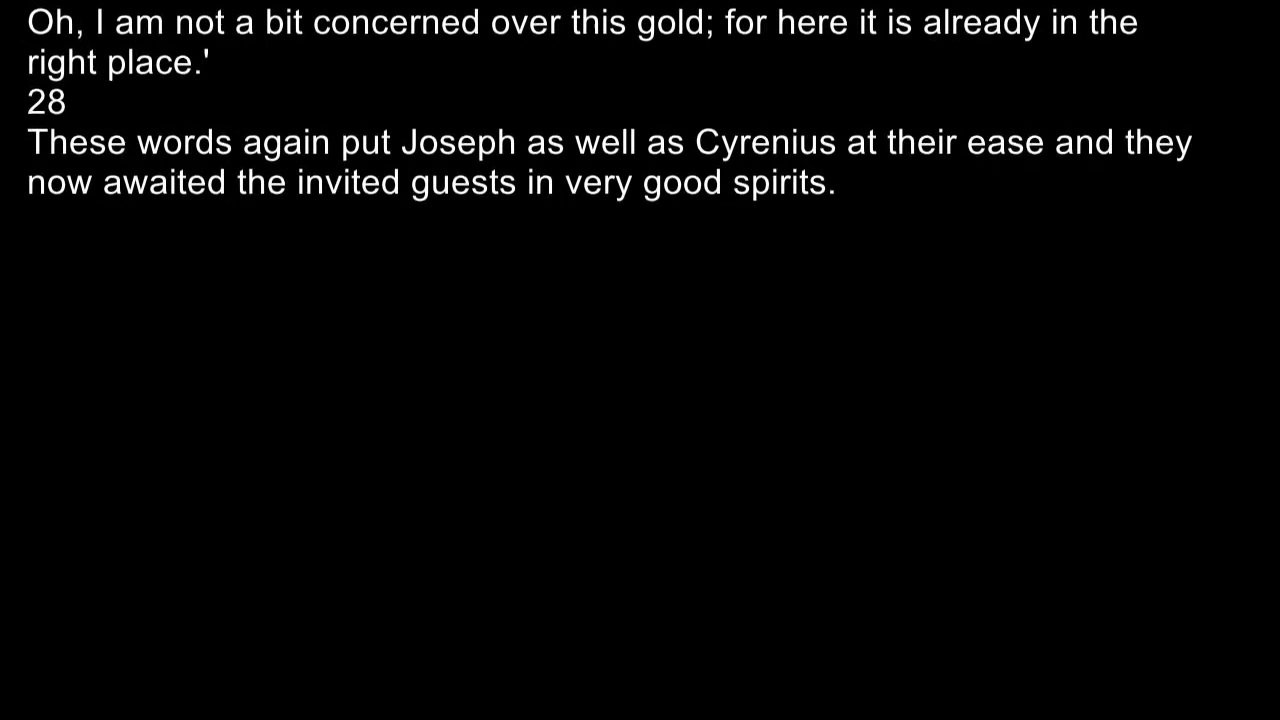 Oh, I am not a bit concerned over this gold; for here it is already in the
right place.'
28
These words again put Joseph as well as Cyrenius at their ease and they
now awaited the invited guests in very good spirits.